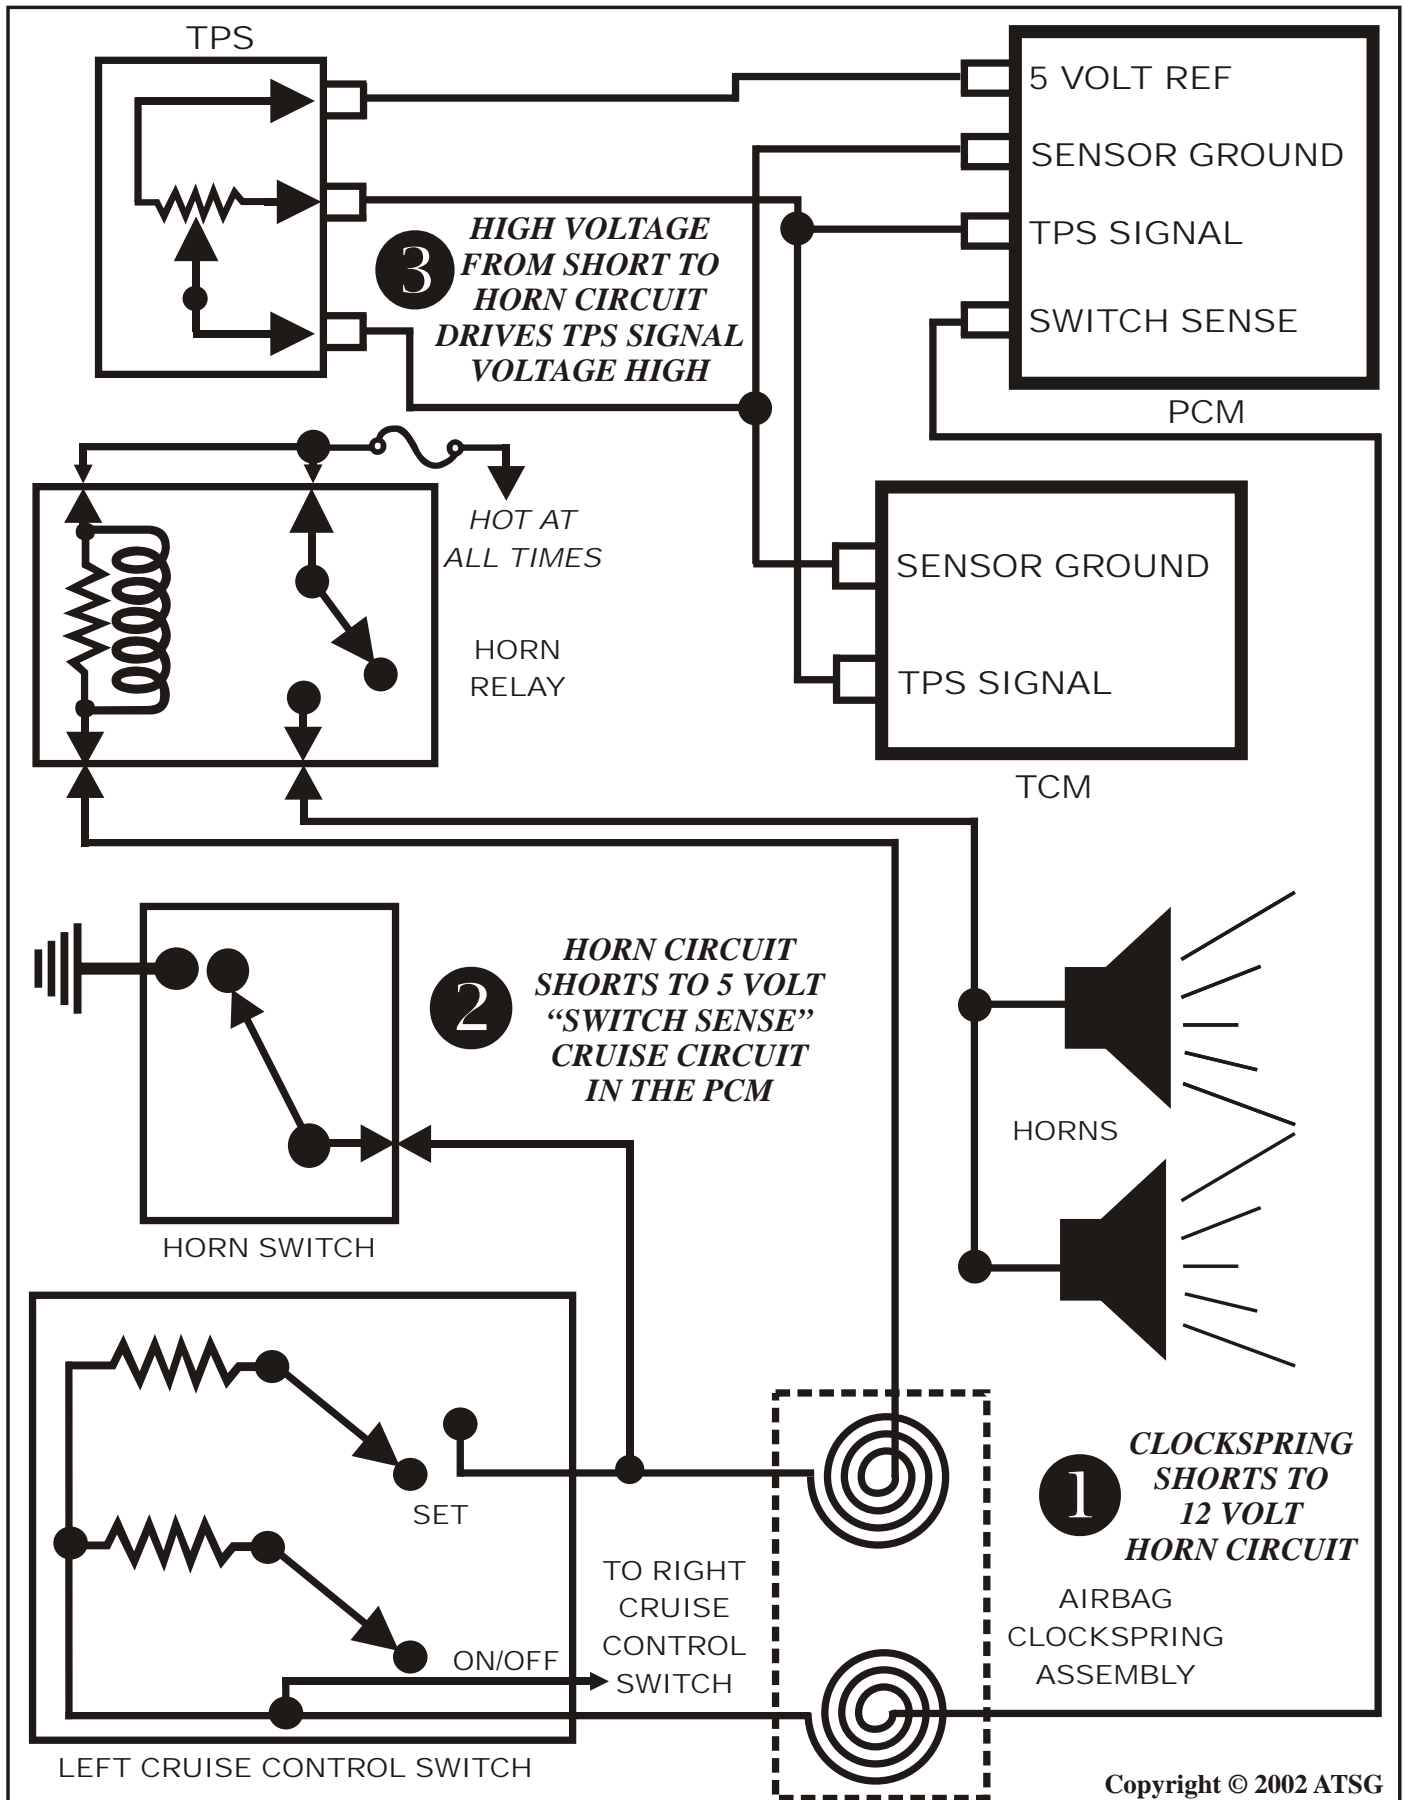 TPS
5 VOLT REF
SENSOR GROUND
TPS SIGNAL
SWITCH SENSE
PCM
3
HIGH VOLTAGE
FROM SHORT TO
HORN CIRCUIT
DRIVES TPS SIGNAL
VOLTAGE HIGH
HOT AT
ALL TIMES
HORN
RELAY
SENSOR GROUND
TPS SIGNAL
TCM
2
HORN CIRCUIT
SHORTS TO 5 VOLT
“SWITCH SENSE”
CRUISE CIRCUIT
IN THE PCM
HORNS
HORN SWITCH
1
CLOCKSPRING
SHORTS TO
12 VOLT
HORN CIRCUIT
SET
TO RIGHT
CRUISE
CONTROL
SWITCH
AIRBAG
CLOCKSPRING
ASSEMBLY
ON/OFF
LEFT CRUISE CONTROL SWITCH
Copyright © 2002 ATSG